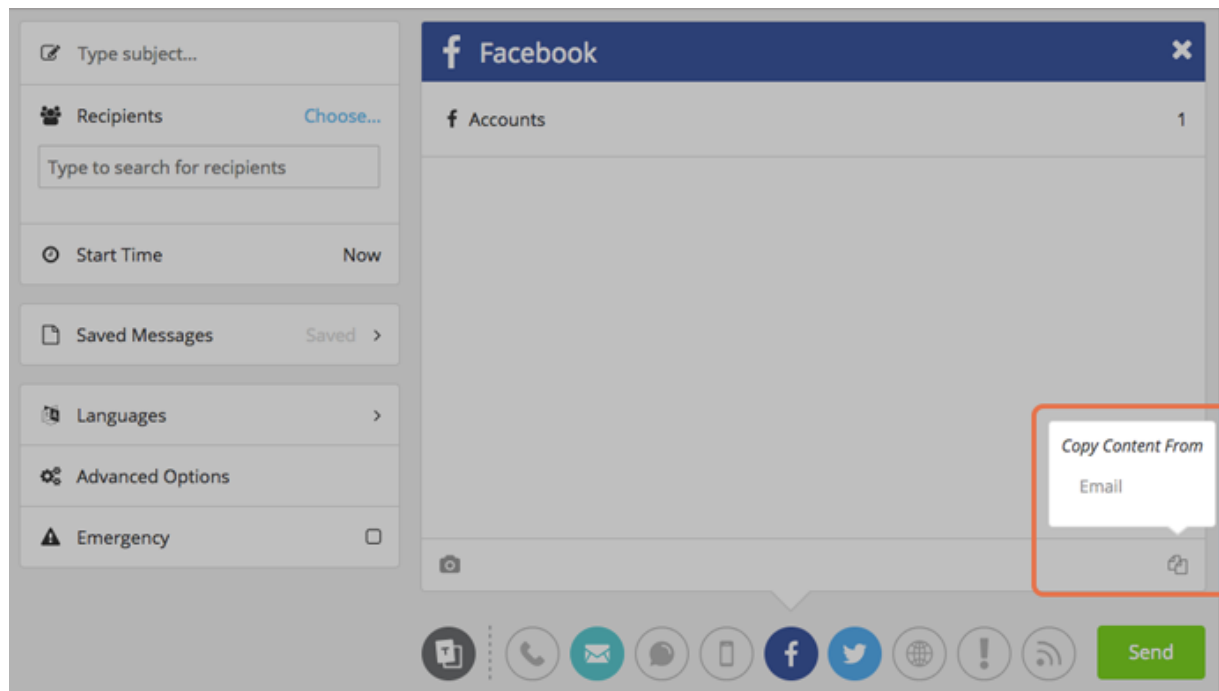 Type subject...
Recipients
Choose...
Type to search for recipients
Start Time
Now
Saved Messages
Saved
Languages
Advanced Options
Emergency
Facebook
Accounts
1
Copy Content From
Email
Send